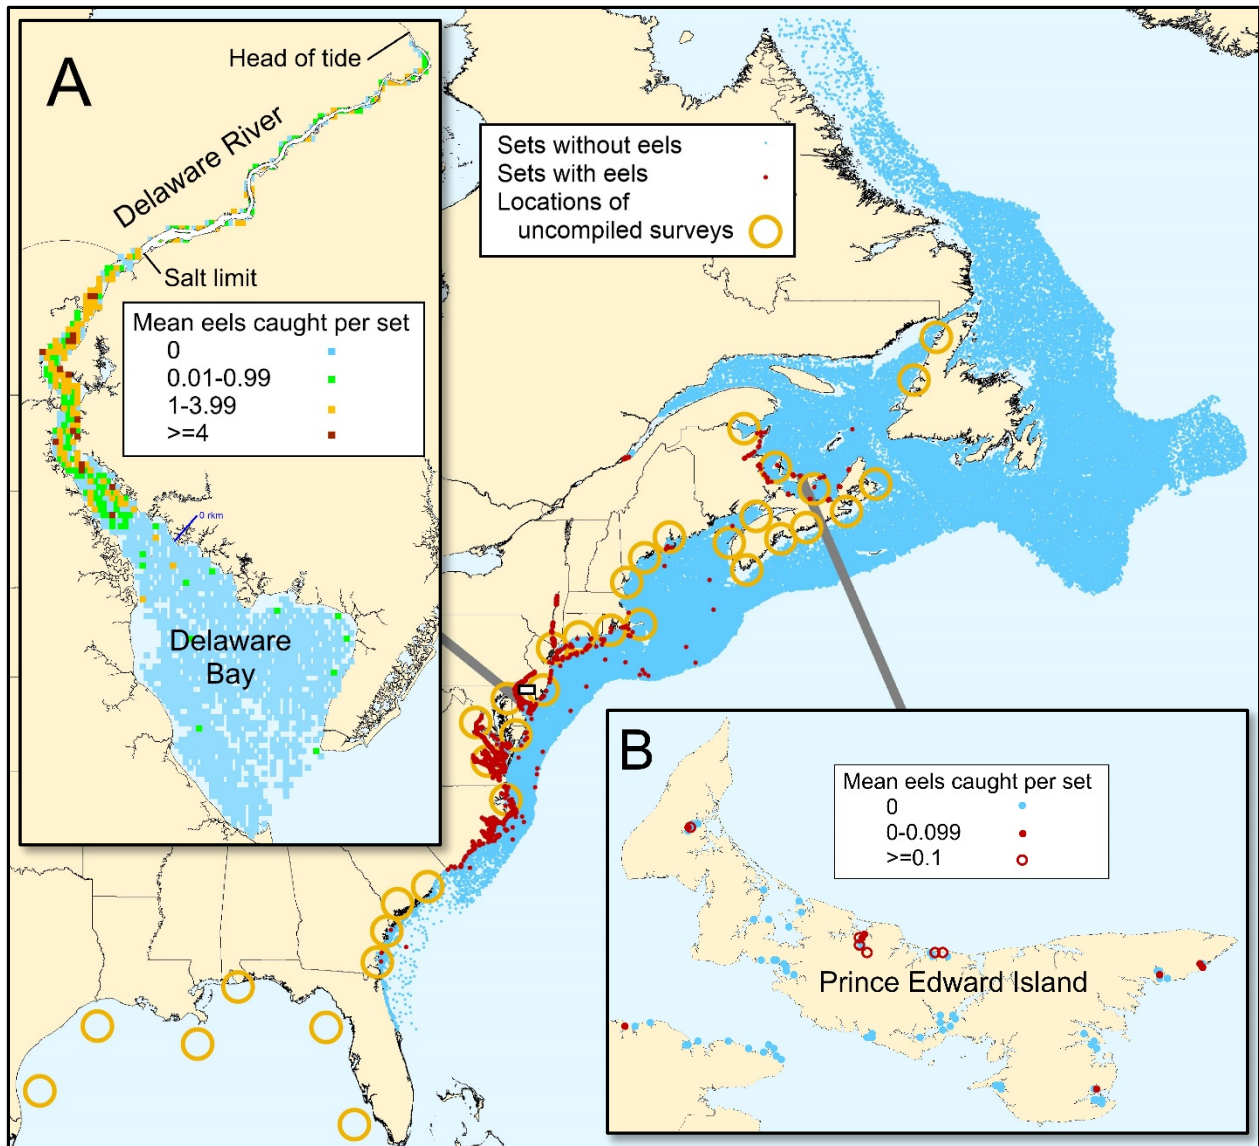 A
Head of tide
Delaware River
Salt limit
Mean eels caught per set
0
0.01-0.99
1-3.99
>=4
0 rkm
Delaware
Bay
Sets without eels
Sets with eels
Locations of
uncompiled surveys
B
Mean eels caught per set
0
0-0.099
>=0.1
Prince Edward Island